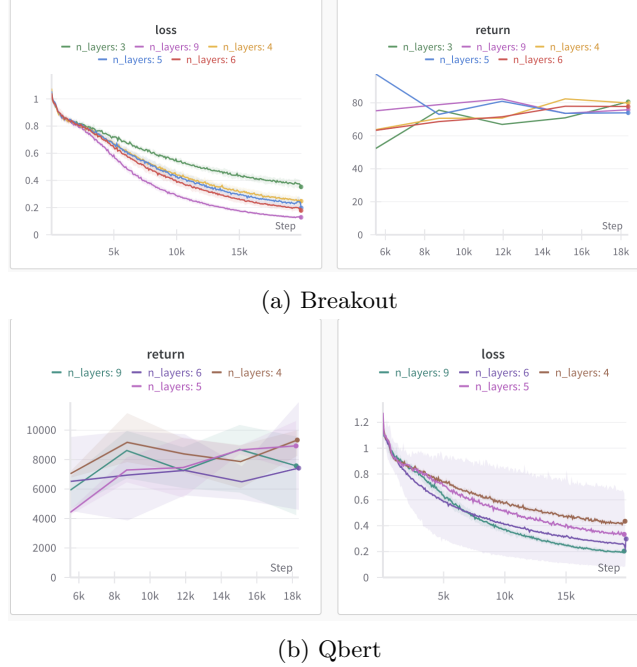 loss
n_layers: 3 n_layers: 9 n_layers: 4
n_layers: 5 n_layers: 6
1
0.8
0.6
0.4
0.2
0
Step
5k 10k 15k
return
n_layers: 3 n_layers: 9 n_layers: 4
n_layers: 5 n_layers: 6
80
60
40
20
0
Step
6k 8k 10k 12k 14k 16k 18k
(a) Breakout
return
n_layers: 9 n_layers: 6 n_layers: 4
n_layers: 5
10000
8000
6000
4000
2000
0
Step
6k 8k 10k 12k 14k 16k 18k
loss
n_layers: 9 n_layers: 6 n_layers: 4
n_layers: 5
1.2
1
0.8
0.6
0.4
0.2
0
Step
5k 10k 15k
(b) Qbert